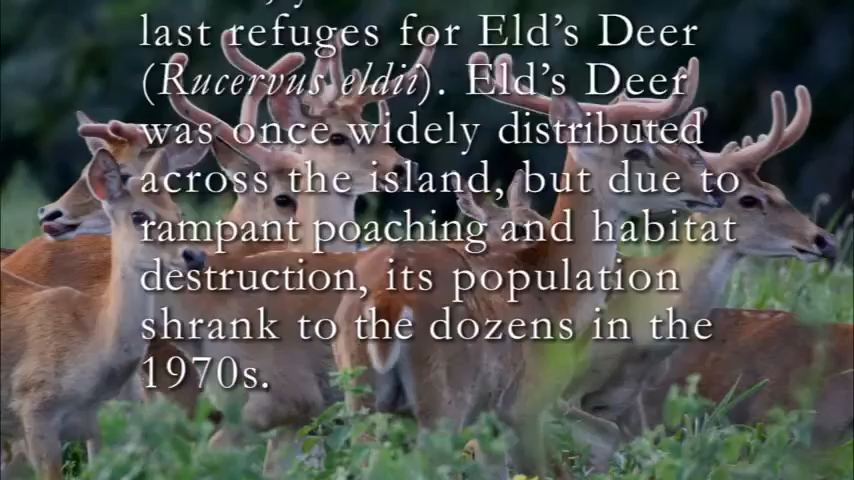 last refuges for Eld's Deer
(Rucervus eldii). Eld's Deer
was once widely distributed
across the island, but due to
rampant poaching and habitat
destruction, its population
shrank to the dozens in the
1970s.